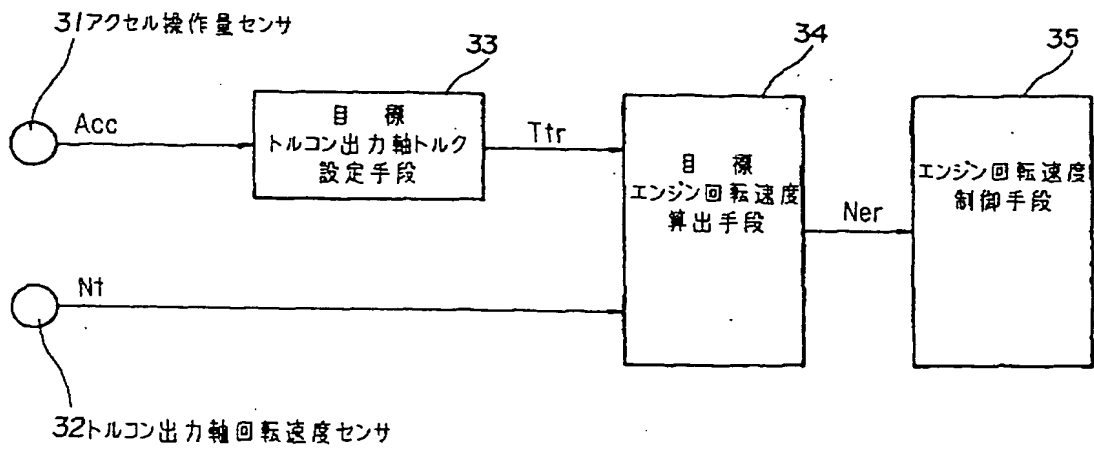 31アクセル操作量センサ
33
34
35
Acc
目標
トルコン出力軸トルク
設定手段
Ttr
目標
エンジン回転速度
算出手段
Ner
エンジン回転速度
制御手段
Nt
32トルコン出力軸回転速度センサ